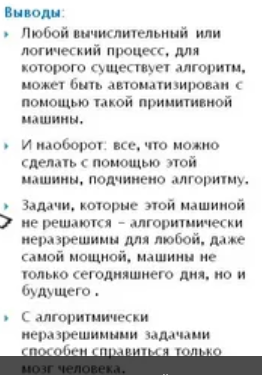 Выводы:
Любой вычислительный или
логический процесс, для
которого существует алгоритм,
может быть автоматизирован с
помощью такой примитивной
машины.
И наоборот: все, что можно
сделать с помощью этой
машины, подчинено алгоритму.
Задачи, которые этой машиной
не решаются – алгоритмически
неразрешимы для любой, даже
самой мощной, машины не
только сегодняшнего дня, но и
будущего .
С алгоритмически
неразрешимыми задачами
способен справиться только
мозг человека.